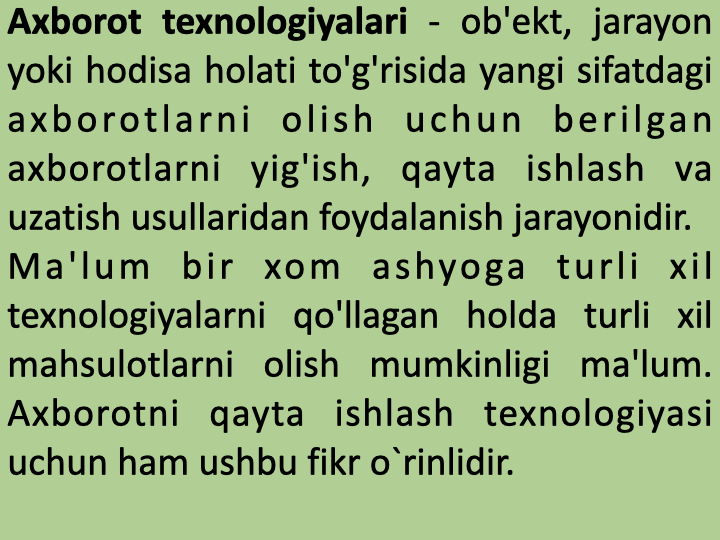 Axborot texnologiyalari - ob'ekt, jarayon
yoki hodisa holati to'g'risida yangi sifatdagi
axborotlarni olish uchun berilgan
axborotlarni yig'ish, qayta ishlash va
uzatish usullaridan foydalanish jarayonidir.
Ma'lum bir xom ashyoga turli xil
texnologiyalarni qo'llagan holda turli xil
mahsulotlarni olish mumkinligi ma'lum.
Axborotni qayta ishlash texnologiyasi
uchun ham ushbu fikr o`rinlidir.